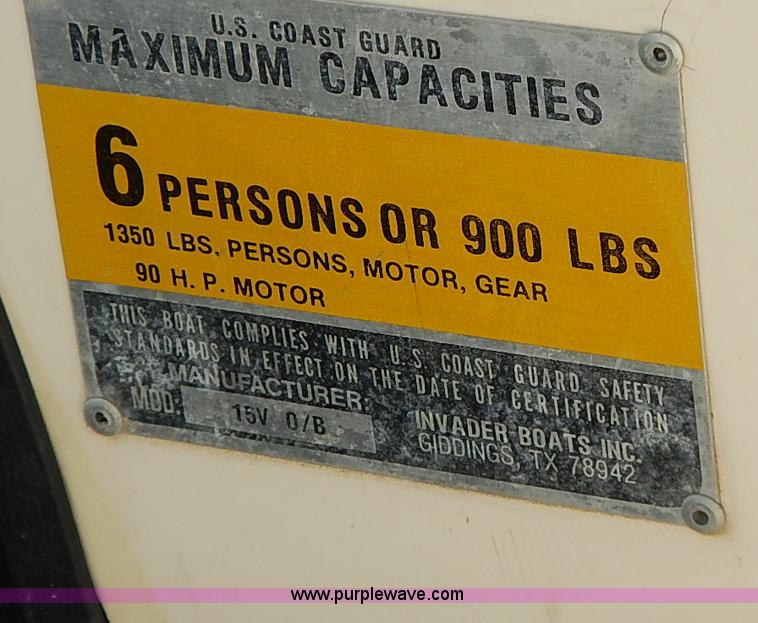 U.S. COAST GUARD
MAXIMUM CAPACITIES
6 PERSONS OR 900 LBS
1350 LBS, PERSONS, MOTOR, GEAR
90 H. P. MOTOR
THIS BOAT COMPLIES WITH U.S. COAST GUARD SAFETY
STANDARDS IN EFFECT ON THE DATE OF CERTIFICATION
MANUFACTURER:
MOD: 16V O/B
INVADER BOATS INC.
GIDDINGS, TX 78942
www.purplewave.com